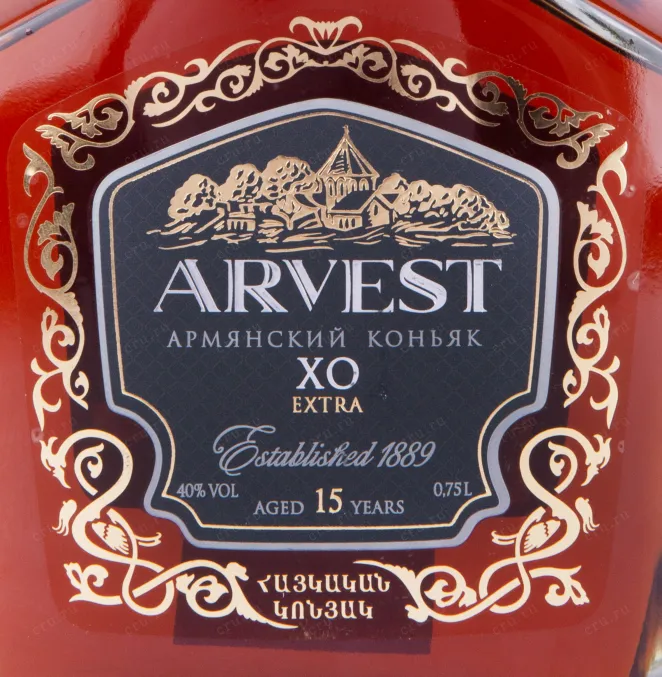 ARVEST
АРМЯНСКИЙ КОНЬЯК
XO
EXTRA
Established 1889
40% VOL
0,75 L
AGED 15 YEARS
ՀԱՅԿԱԿԱՆ
ԿՈՆՅԱԿ